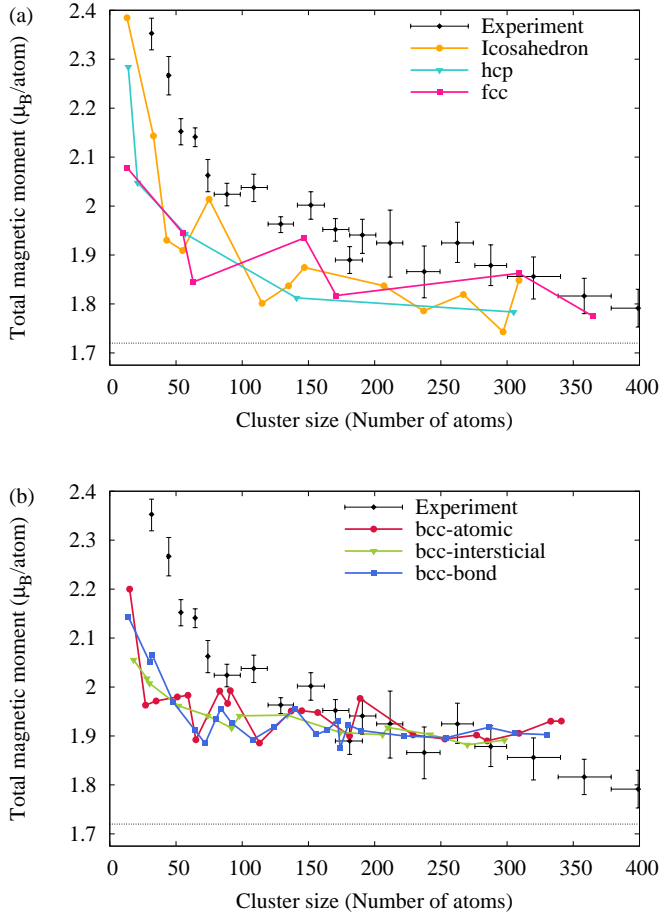 (a)
Total magnetic moment (μB/atom)
2.4
2.3
2.2
2.1
2
1.9
1.8
1.7
Experiment
Icosahedron
hcp
fcc
0 50 100 150 200 250 300 350 400
Cluster size (Number of atoms)
(b)
Total magnetic moment (μB/atom)
2.4
2.3
2.2
2.1
2
1.9
1.8
1.7
Experiment
bcc-atomic
bcc-intersticial
bcc-bond
0 50 100 150 200 250 300 350 400
Cluster size (Number of atoms)